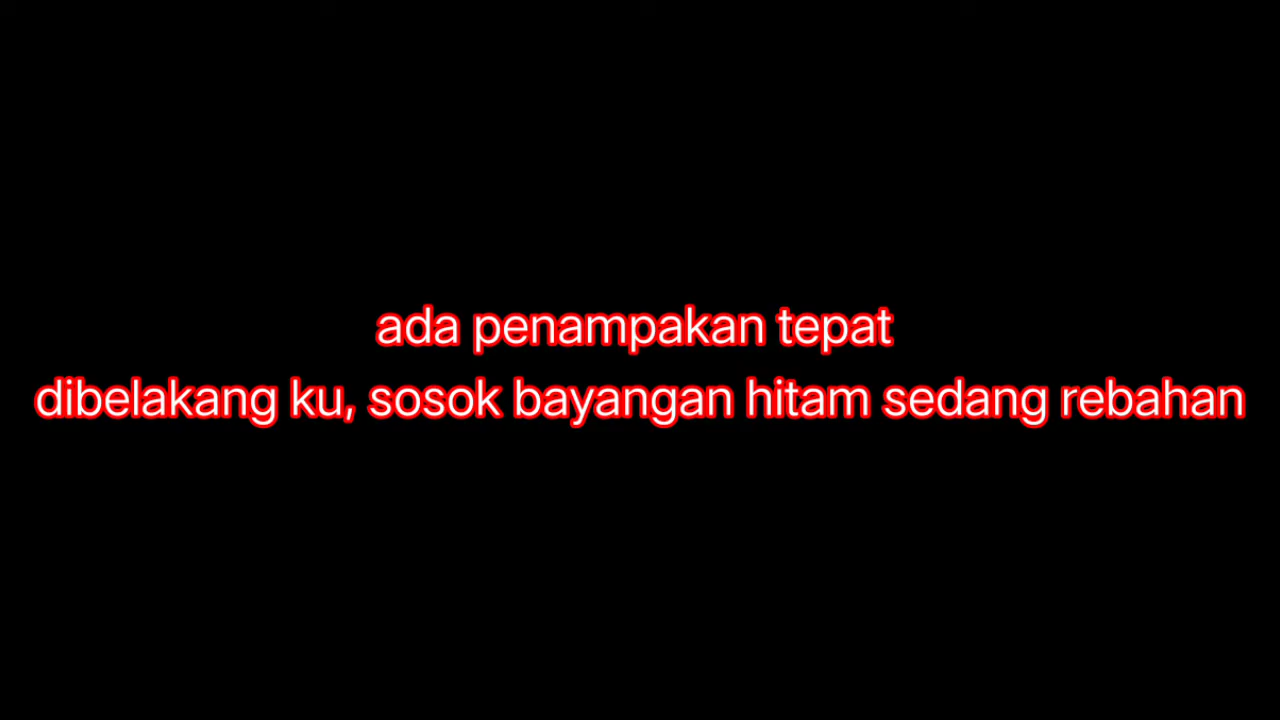 ada penampakan tepat
dibelakang ku, sosok bayangan hitam sedang rebahan